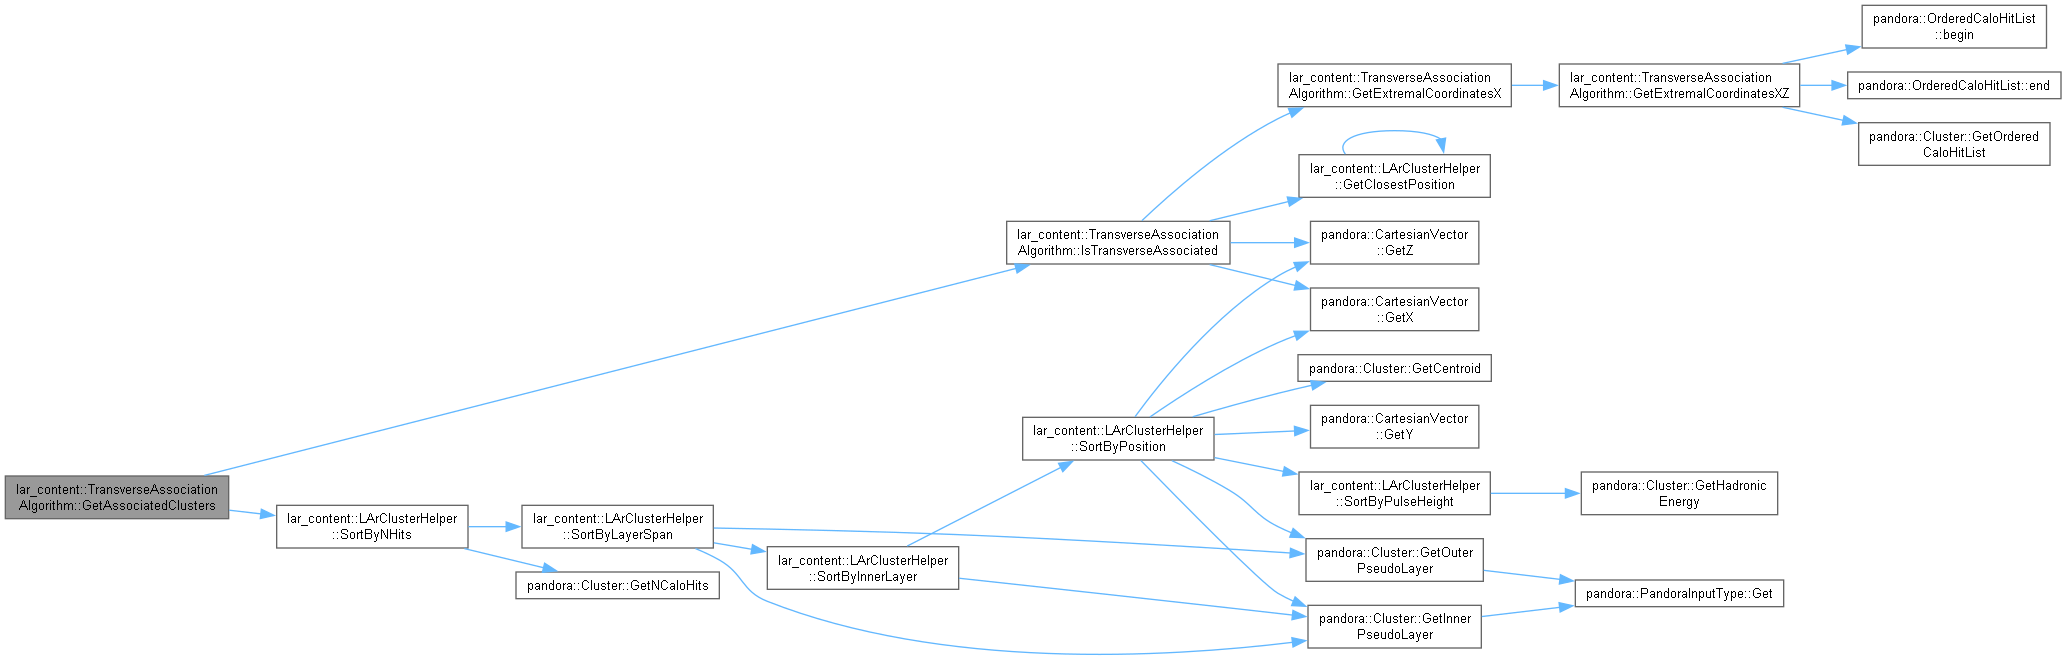 pandora::OrderedCaloHitList
::begin
lar_content::TransverseAssociation
Algorithm::GetExtremalCoordinatesX
lar_content::TransverseAssociation
Algorithm::GetExtremalCoordinatesXZ
pandora::OrderedCaloHitList::end
pandora::Cluster::GetOrdered
CaloHitList
lar_content::LArClusterHelper
::GetClosestPosition
lar_content::TransverseAssociation
Algorithm::IsTransverseAssociated
pandora::CartesianVector
::GetZ
pandora::CartesianVector
::GetX
pandora::Cluster::GetCentroid
lar_content::LArClusterHelper
::SortByPosition
pandora::CartesianVector
::GetY
lar_content::TransverseAssociation
Algorithm::GetAssociatedClusters
lar_content::LArClusterHelper
::SortByPulseHeight
pandora::Cluster::GetHadronic
Energy
lar_content::LArClusterHelper
::SortByNHits
lar_content::LArClusterHelper
::SortByLayerSpan
lar_content::LArClusterHelper
::SortByInnerLayer
pandora::Cluster::GetOuter
PseudoLayer
pandora::Cluster::GetNCaloHits
pandora::PandoraInputType::Get
pandora::Cluster::GetInner
PseudoLayer